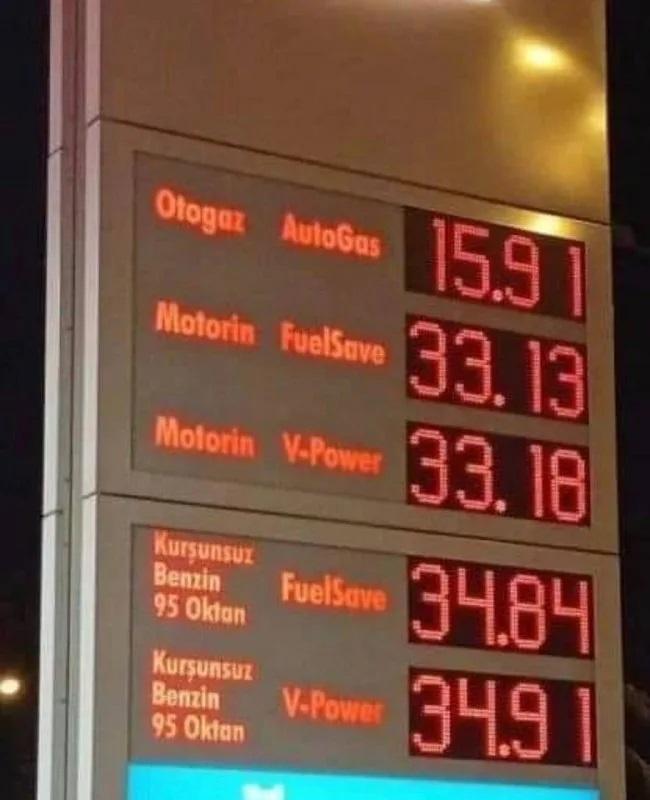 Otogaz AutoGas 15.91
Motorin FuelSave 33.13
Motorin V-Power 33.18
Kurşunsuz
Benzin
95 Oktan
FuelSave 34.84
Kurşunsuz
Benzin
95 Oktan
V-Power 34.91